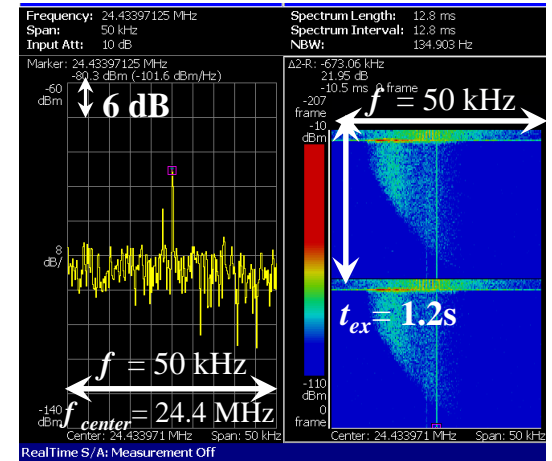 Frequency: 24.43397125 MHz
Span: 50 kHz
Input Att: 10 dB
Spectrum Length: 12.8 ms
Spectrum Interval: 12.8 ms
NBW: 134.903 Hz
Marker: 24.43397125 MHz
-80.3 dBm (-101.6 dBm/Hz)
-60
dBm
6 dB
8
dB/
f = 50 kHz
-140
dBm
f center = 24.4 MHz
Center: 24.433971 MHz Span: 50 kHz
Δ2-R: -673.06 kHz
21.95 dB
-10.5 ms 0 frame
-207
frame
f = 50 kHz
-10
dBm
tex = 1.2s
-110
dBm
0
frame
Center: 24.433971 MHz Span: 50 kHz
RealTime S/A: Measurement Off